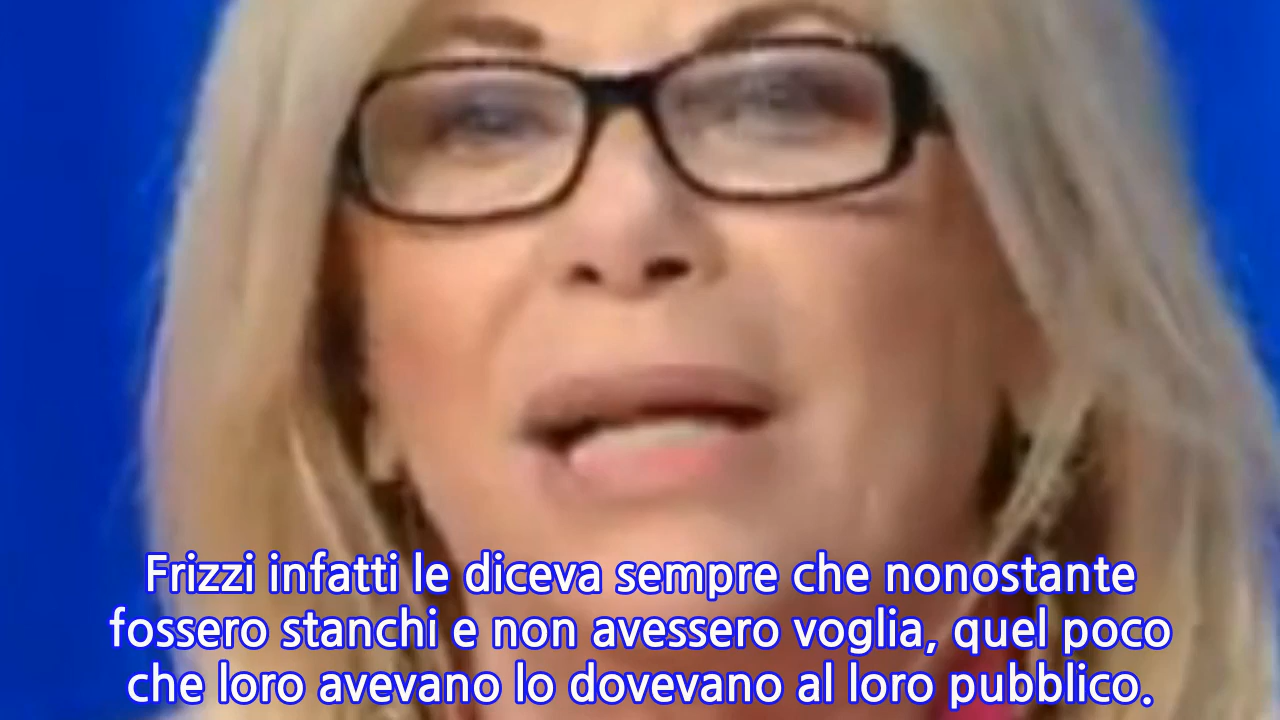 Frizzi infatti le diceva sempre che nonostante
fossero stanchi e non avessero voglia, quel poco
che loro avevano lo dovevano al loro pubblico.